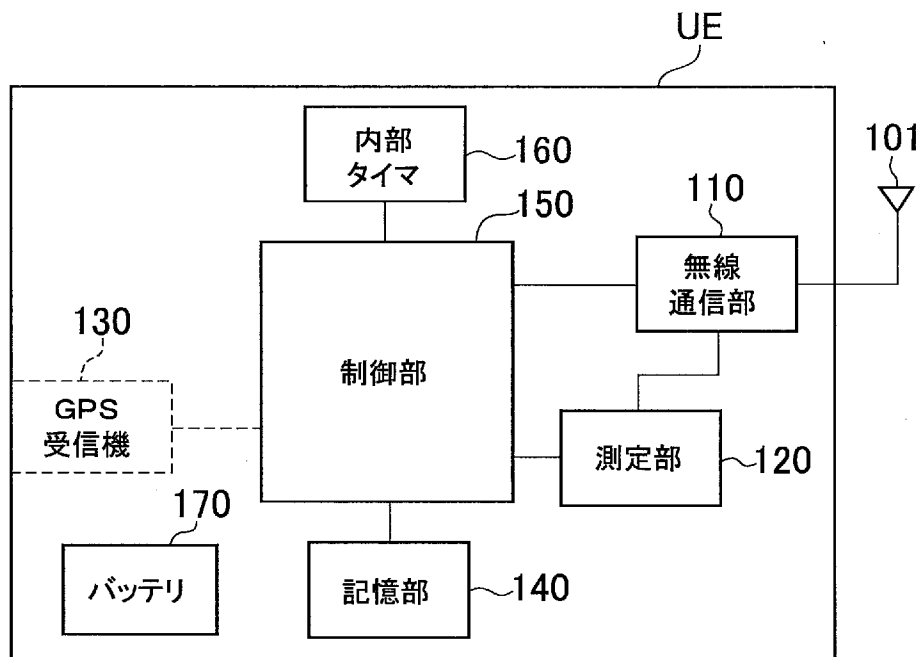 UE
内部
タイマ
160
101
150
110
無線
通信部
130
制御部
GPS
受信機
測定部
120
170
バッテリ
記憶部
140